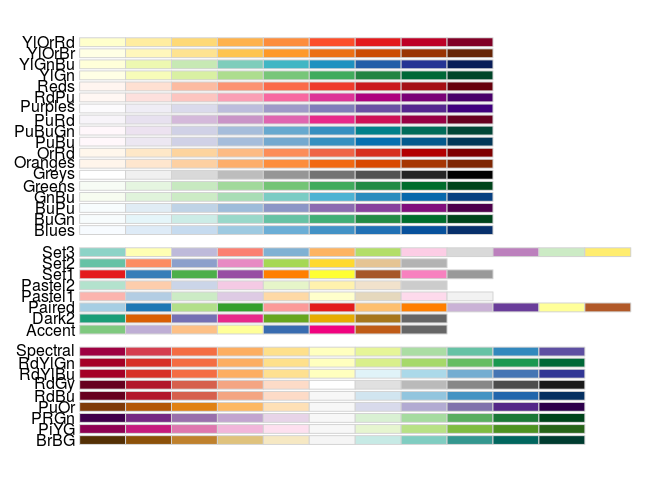 YlOrRd
YlOrBr
YlGnBu
YlGn
Reds
RdPu
Purples
PuRd
PuBuGn
PuBu
OrRd
Oranges
Greys
Greens
GnBu
BuPu
BuGn
Blues
Set3
Set2
Set1
Pastel2
Pastel1
Paired
Dark2
Accent
Spectral
RdYlGn
RdYlBu
RdGy
RdBu
PuOr
PRGn
PiYG
BrBG